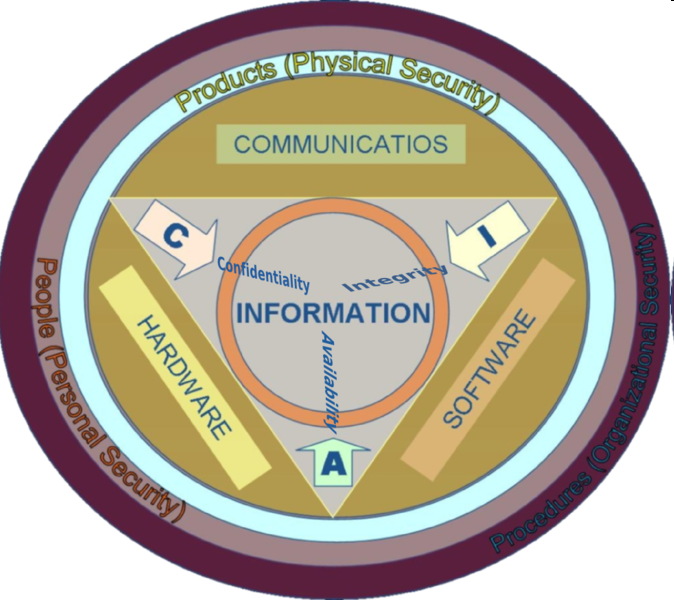 Products (Physical Security)
COMMUNICATIOS
C
I
Confidentiality
Integrity
INFORMATION
Availability
HARDWARE
SOFTWARE
A
People (Personal Security)
Procedures (Organizational Security)